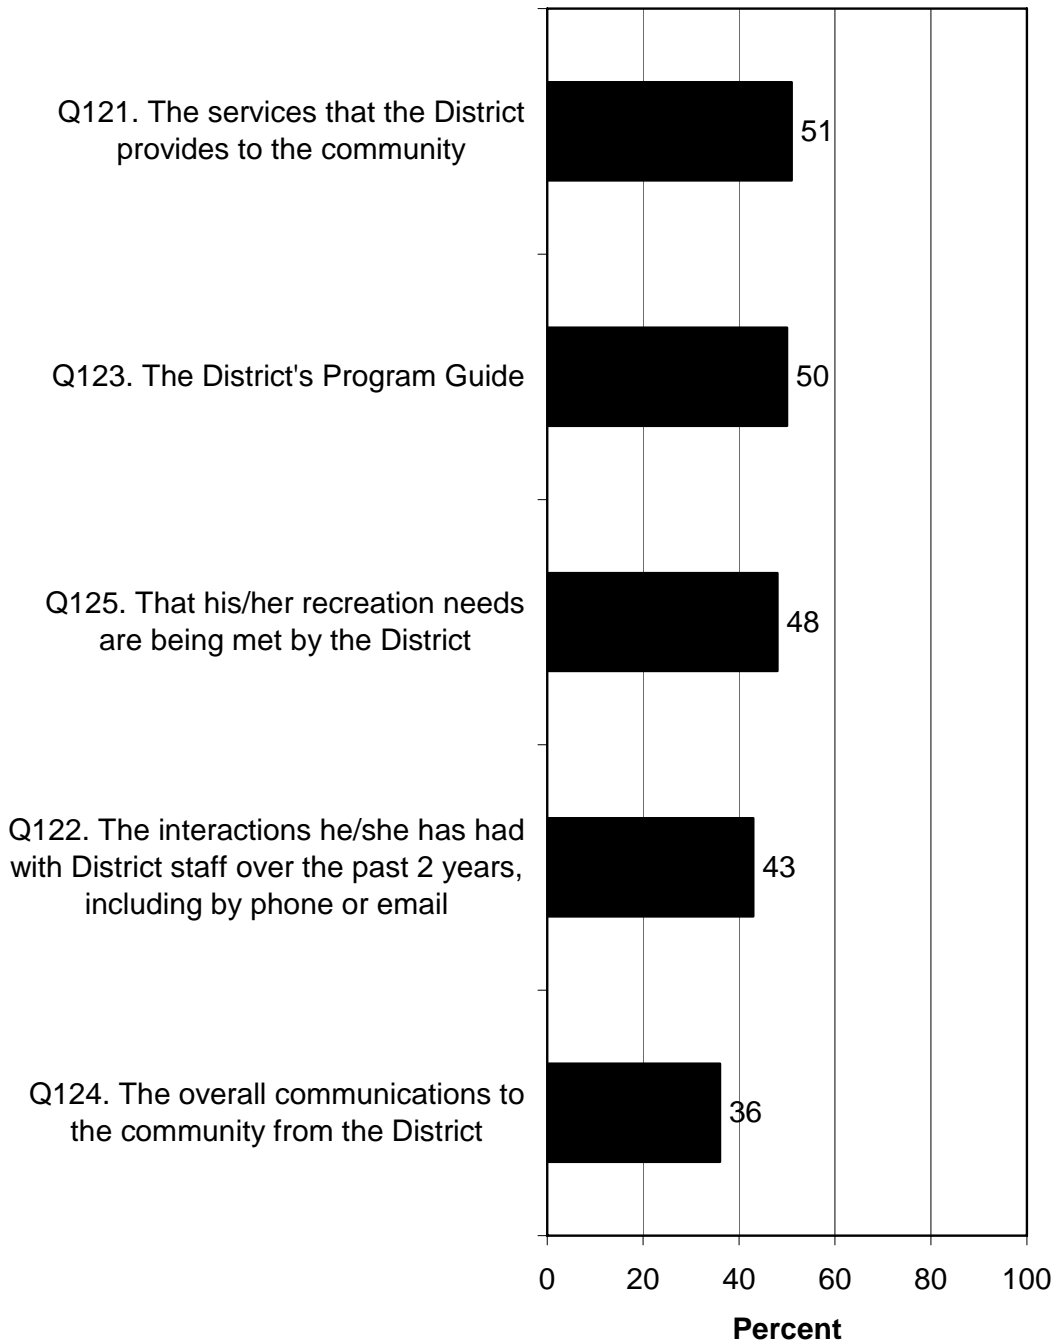 Q121. The services that the District
provides to the community
51
Q123. The District's Program Guide
50
Q125. That his/her recreation needs
are being met by the District
48
Q122. The interactions he/she has had
with District staff over the past 2 years,
including by phone or email
43
Q124. The overall communications to
the community from the District
36
0 20 40 60 80 100
Percent